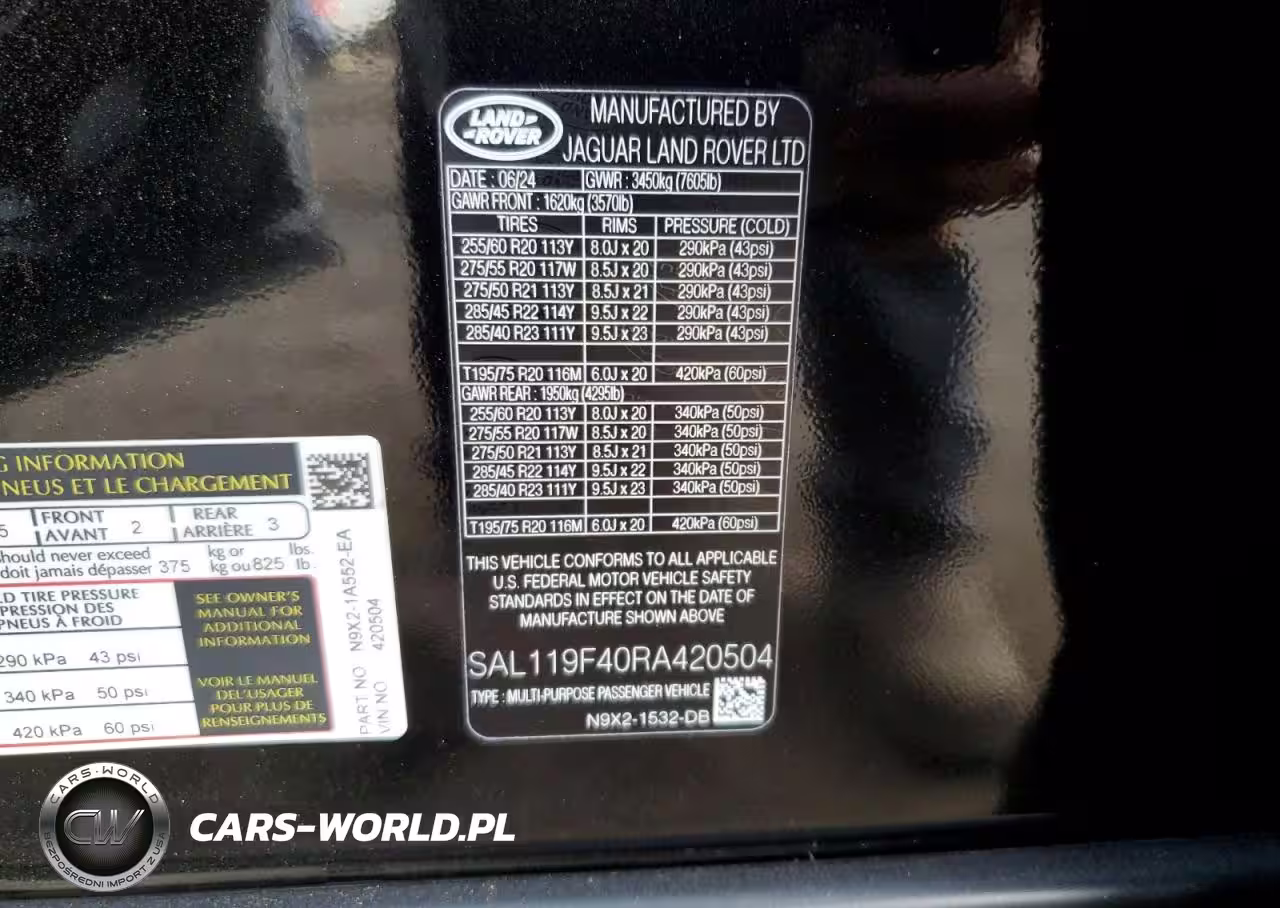 LAND
ROVER
MANUFACTURED BY
JAGUAR LAND ROVER LTD
DATE : 06/24 GVWR : 3450kg (7605lb)
GAWR FRONT : 1620kg (3570lb)
TIRES RIMS PRESSURE (COLD)
255/60 R20 113Y 8.0J x 20 290kPa (43psi)
275/55 R20 117W 8.5J x 20 290kPa (43psi)
275/50 R21 113Y 8.5J x 21 290kPa (43psi)
285/45 R22 114Y 9.5J x 22 290kPa (43psi)
285/40 R23 111Y 9.5J x 23 290kPa (43psi)
T195/75 R20 116M 6.0J x 20 420kPa (60psi)
GAWR REAR : 1950kg (4295lb)
255/60 R20 113Y 8.0J x 20 340kPa (50psi)
275/55 R20 117W 8.5J x 20 340kPa (50psi)
275/50 R21 113Y 8.5J x 21 340kPa (50psi)
285/45 R22 114Y 9.5J x 22 340kPa (50psi)
285/40 R23 111Y 9.5J x 23 340kPa (50psi)
T195/75 R20 116M 6.0J x 20 420kPa (60psi)
THIS VEHICLE CONFORMS TO ALL APPLICABLE
U.S. FEDERAL MOTOR VEHICLE SAFETY
STANDARDS IN EFFECT ON THE DATE OF
MANUFACTURE SHOWN ABOVE
SAL119F40RA420504
TYPE : MULTI-PURPOSE PASSENGER VEHICLE
N9X2-1532-DB
G INFORMATION
NEUS ET LE CHARGEMENT
5 FRONT 2 REAR 3
AVANT ARRIÈRE
hould never exceed 375 kg or 825 lbs.
doit jamais dépasser kg ou lb.
LD TIRE PRESSURE
PRESSION DES
PNEUS À FROID
290 kPa 43 psi
340 kPa 50 psi
420 kPa 60 psi
SEE OWNER'S
MANUAL FOR
ADDITIONAL
INFORMATION
VOIR LE MANUEL
DEL'USAGER
POUR PLUS DE
RENSEIGNEMENTS
PART NO N9X2-1A552-EA
VIN NO 420504
CARS-WORLD
CW
BEZPOŚREDNI IMPORT Z USA
CARS-WORLD.PL